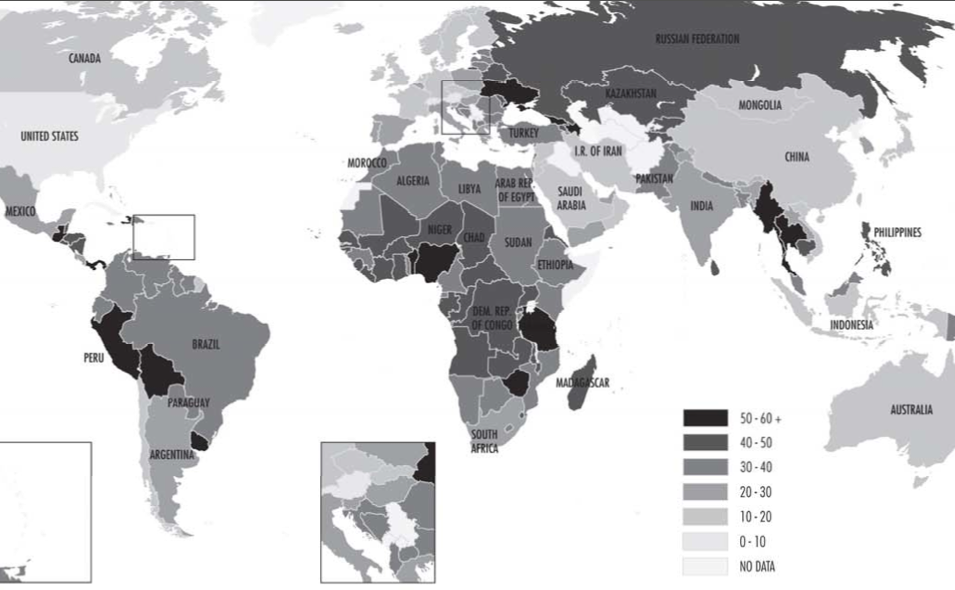 RUSSIAN FEDERATION
CANADA
KAZAKHSTAN
MONGOLIA
UNITED STATES
TURKEY
I.R. OF IRAN
CHINA
MOROCCO
ALGERIA
LIBYA
ARAB REP.
OF EGYPT
PAKISTAN
SAUDI
ARABIA
INDIA
MEXICO
NIGER
CHAD
SUDAN
PHILIPPINES
ETHIOPIA
DEM. REP.
OF CONGO
INDONESIA
BRAZIL
PERU
MADAGASCAR
PARAGUAY
AUSTRALIA
SOUTH
AFRICA
ARGENTINA
50 - 60 +
40 - 50
30 - 40
20 - 30
10 - 20
0 - 10
NO DATA